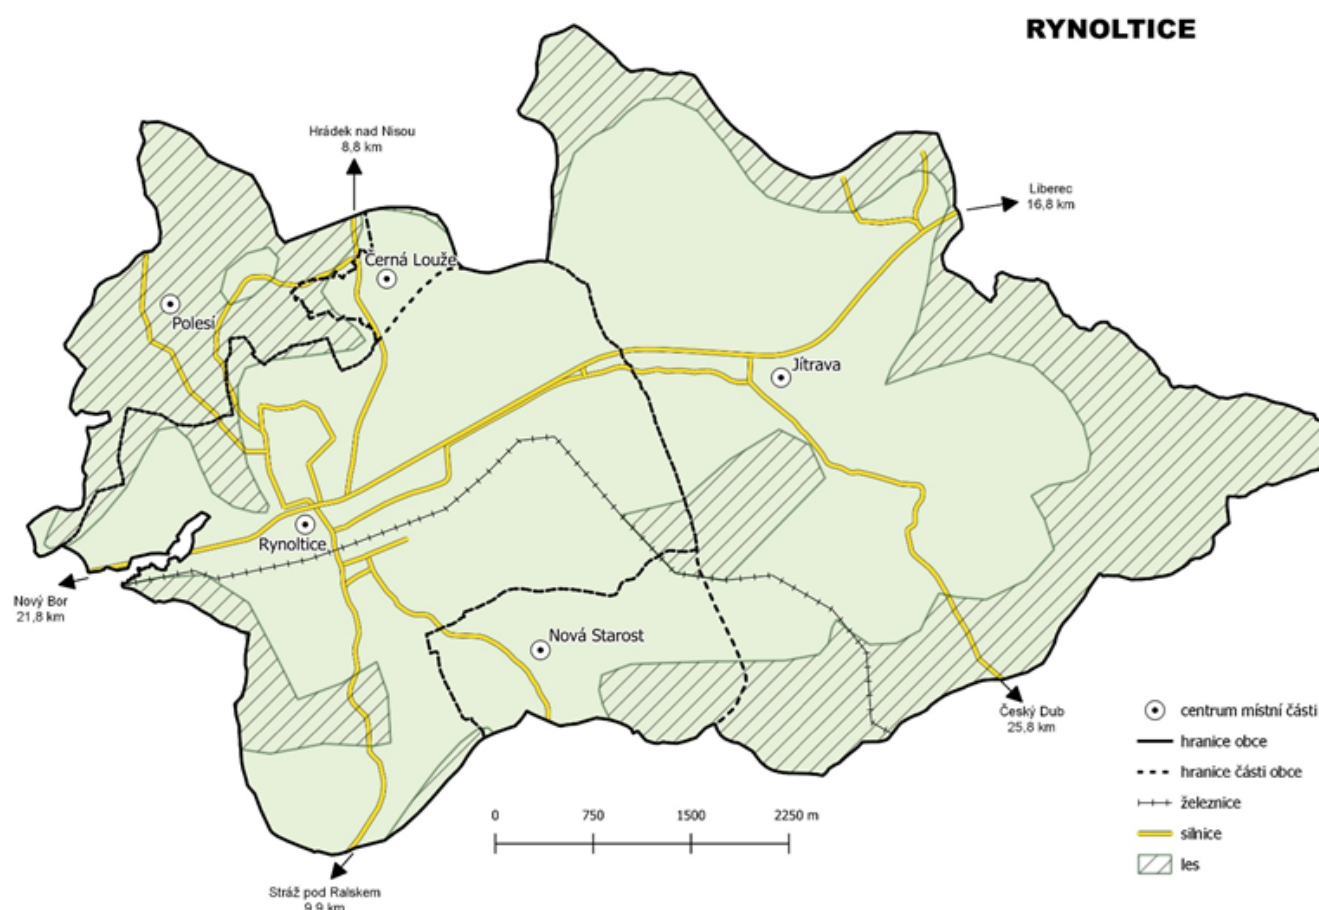 RYNOLTICE
Hrádek nad Nisou
8,8 km
Liberec
16,8 km
Černá Louže
Polesí
Jítrava
Rynoltice
Nový Bor
21,8 km
Nová Starost
Český Dub
25,8 km
Stráž pod Ralskem
9,9 km
0 750 1500 2250 m
centrum místní části
hranice obce
hranice části obce
železnice
silnice
les